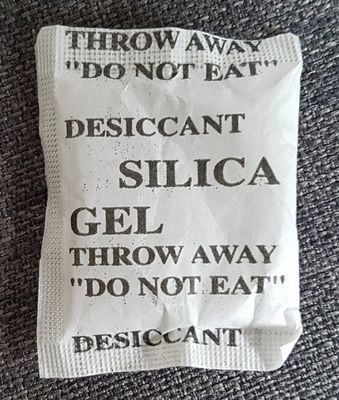 THROW AWAY
"DO NOT EAT"
DESICCANT
SILICA
GEL
THROW AWAY
"DO NOT EAT"
DESICCANT